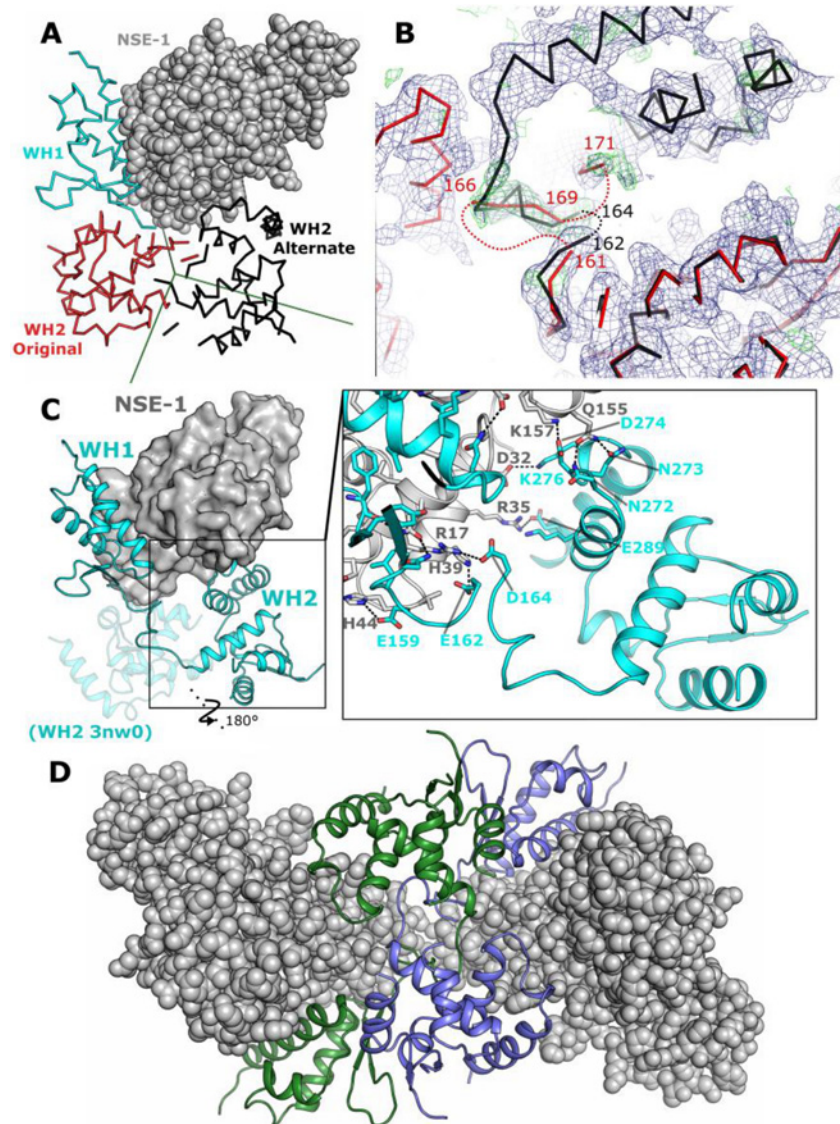 A
NSE-1
WH1
WH2
Alternate
WH2
Original
B
171
166
169
164
162
161
C
NSE-1
WH1
WH2
(WH2 3nw0)
180°
Q155
K157
D274
D32
K276
N273
N272
R35
R17
E289
H39
D164
H44
E159
E162
D